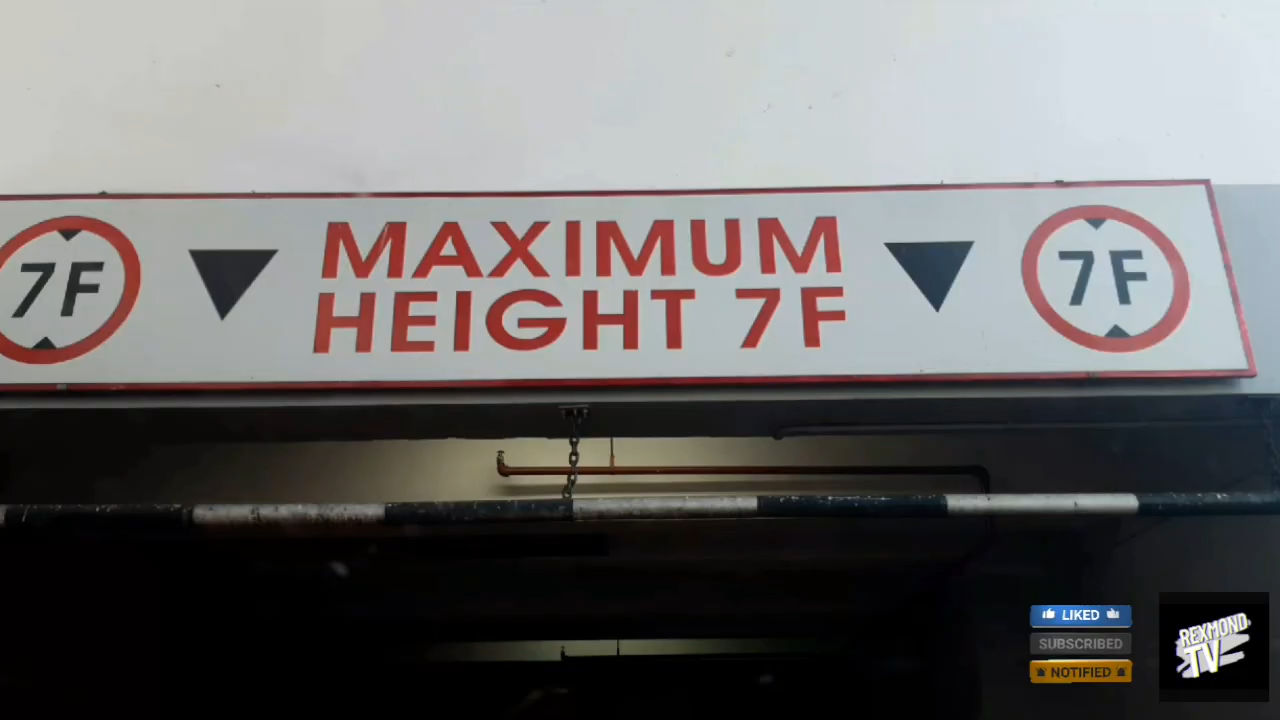 7F
MAXIMUM
HEIGHT 7F
7F
LIKED
SUBSCRIBED
NOTIFIED
REXMOND
TV